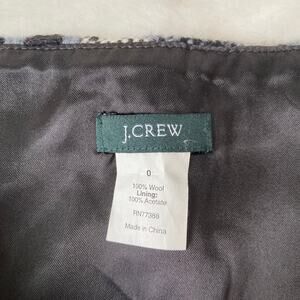 J.CREW
0
100% Wool
Lining:
100% Acetate
RN77388
Made in China